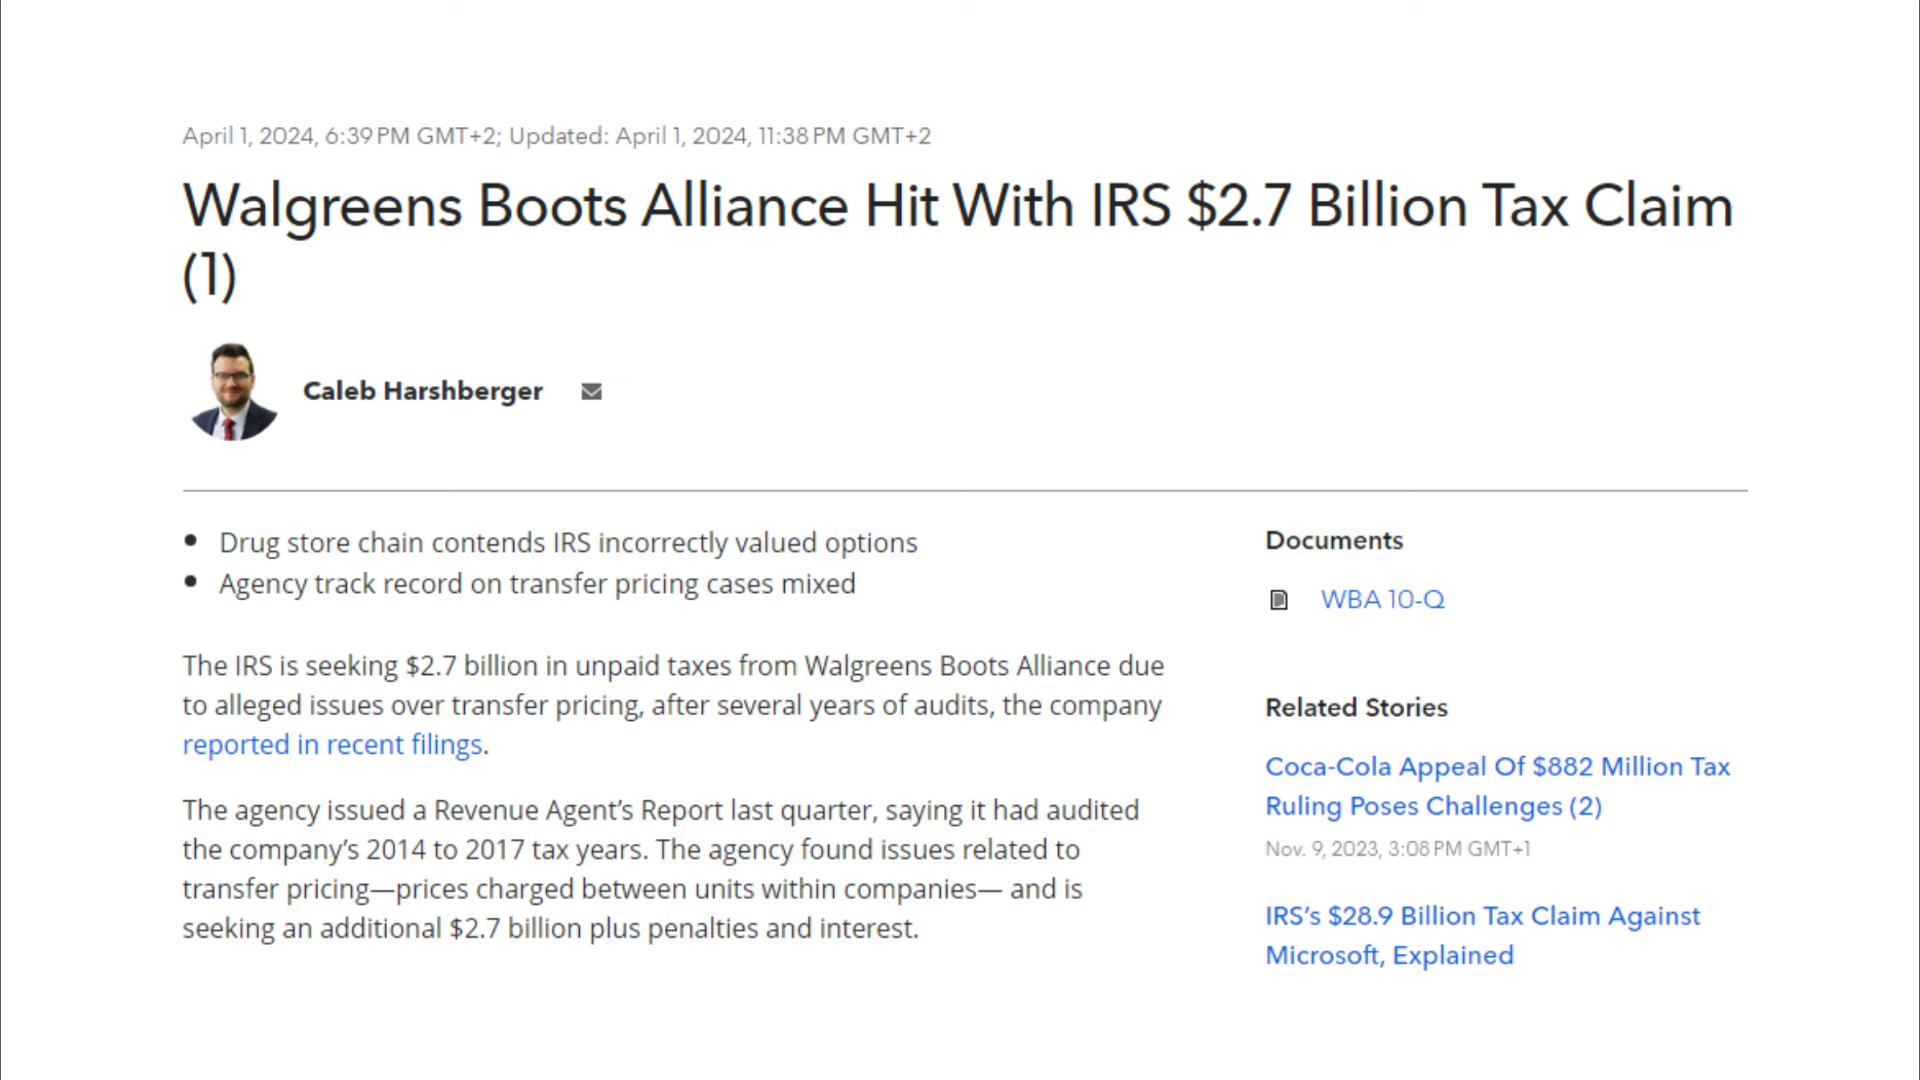 April 1, 2024, 6:39 PM GMT+2; Updated: April 1, 2024, 11:38 PM GMT+2
Walgreens Boots Alliance Hit With IRS $2.7 Billion Tax Claim
(1)
Caleb Harshberger
• Drug store chain contends IRS incorrectly valued options
• Agency track record on transfer pricing cases mixed
The IRS is seeking $2.7 billion in unpaid taxes from Walgreens Boots Alliance due
to alleged issues over transfer pricing, after several years of audits, the company
reported in recent filings.
The agency issued a Revenue Agent’s Report last quarter, saying it had audited
the company’s 2014 to 2017 tax years. The agency found issues related to
transfer pricing—prices charged between units within companies— and is
seeking an additional $2.7 billion plus penalties and interest.
Documents
WBA 10-Q
Related Stories
Coca-Cola Appeal Of $882 Million Tax
Ruling Poses Challenges (2)
Nov. 9, 2023, 3:08 PM GMT+1
IRS’s $28.9 Billion Tax Claim Against
Microsoft, Explained